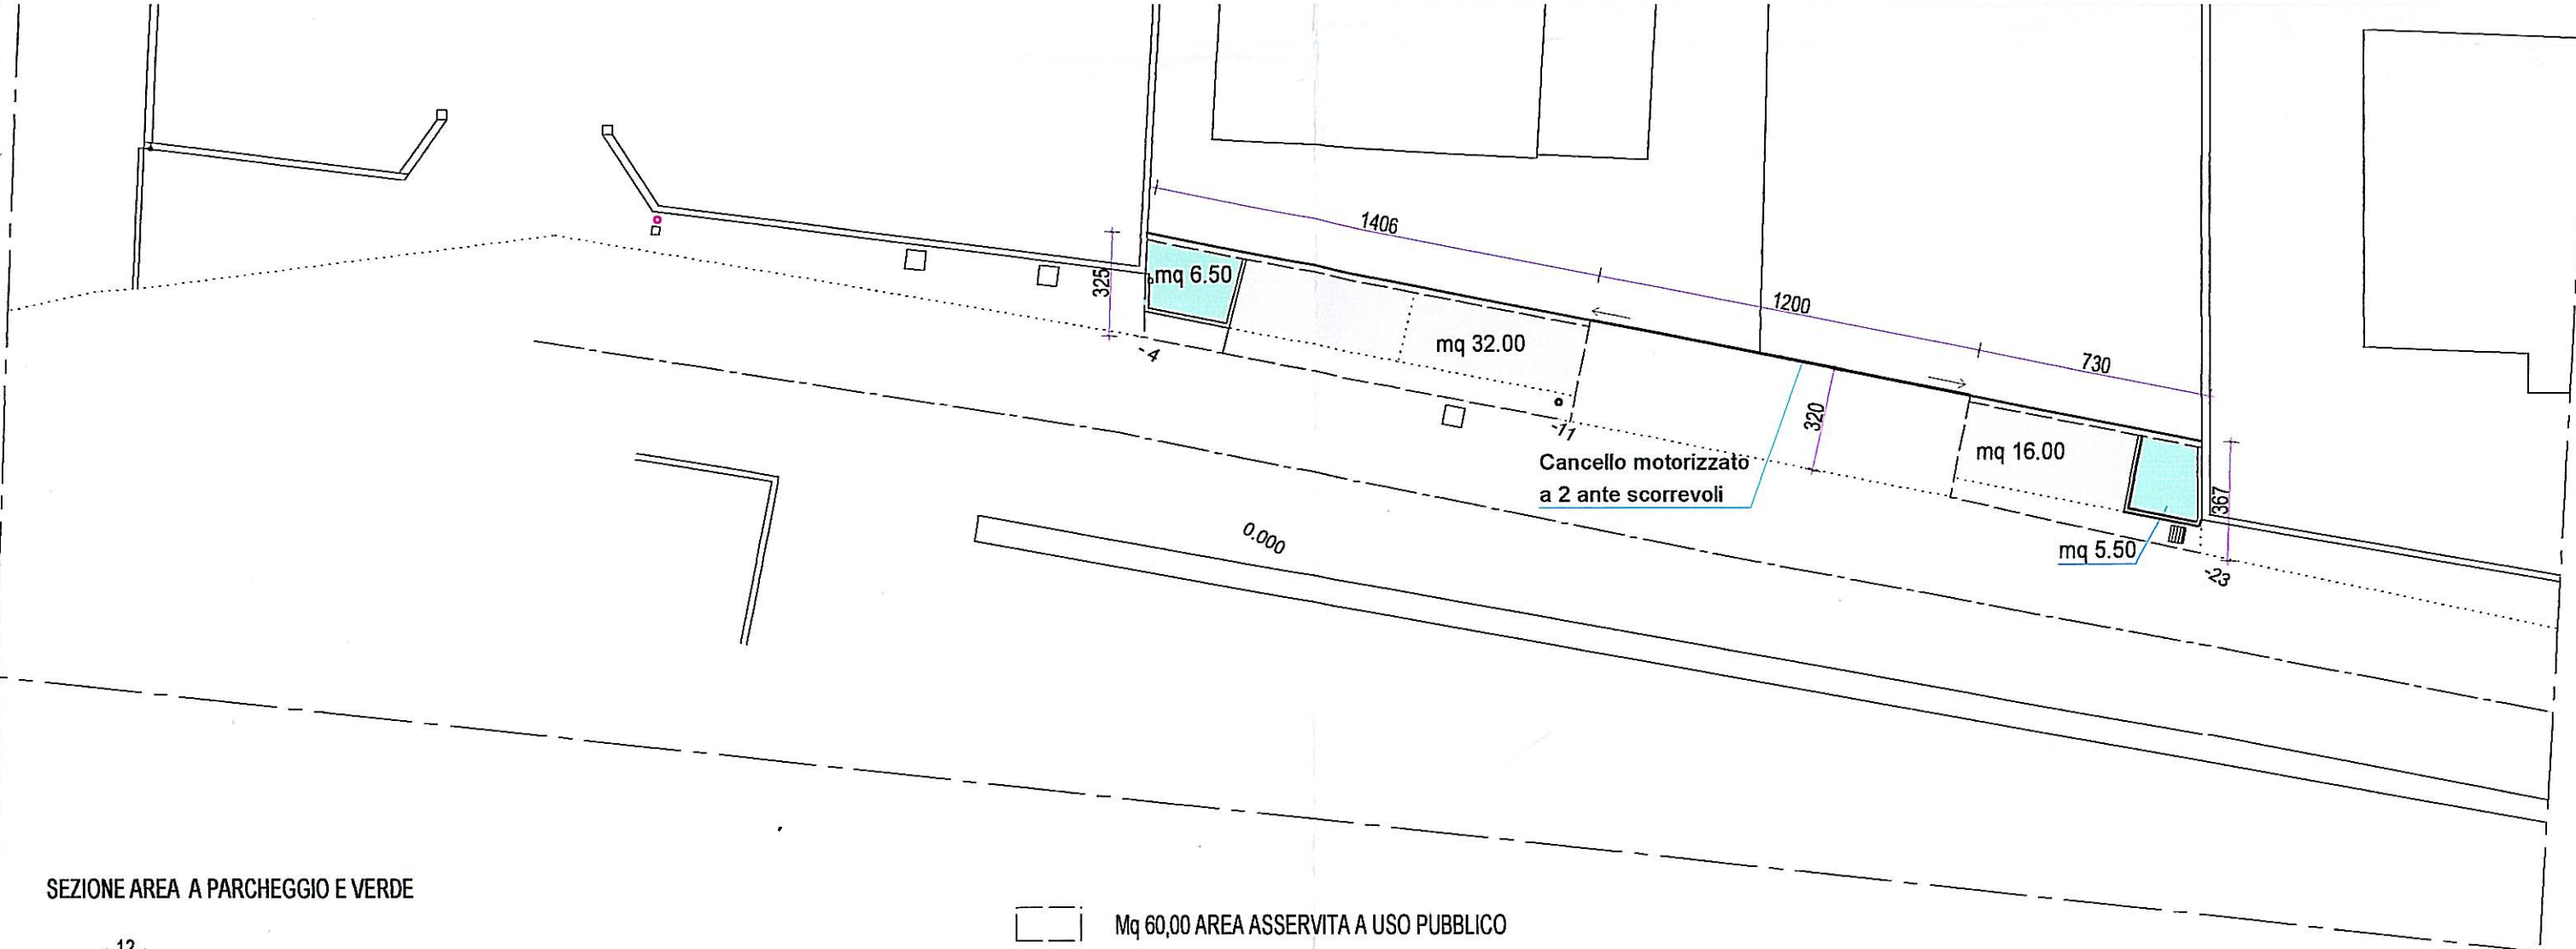 1406
1200
730
mq 6.50
325
-4
mq 32.00
-11
320
Cancello motorizzato
a 2 ante scorrevoli
mq 16.00
367
mq 5.50
-23
0.000
SEZIONE AREA A PARCHEGGIO E VERDE
Mq 60,00 AREA ASSERVITA A USO PUBBLICO
12